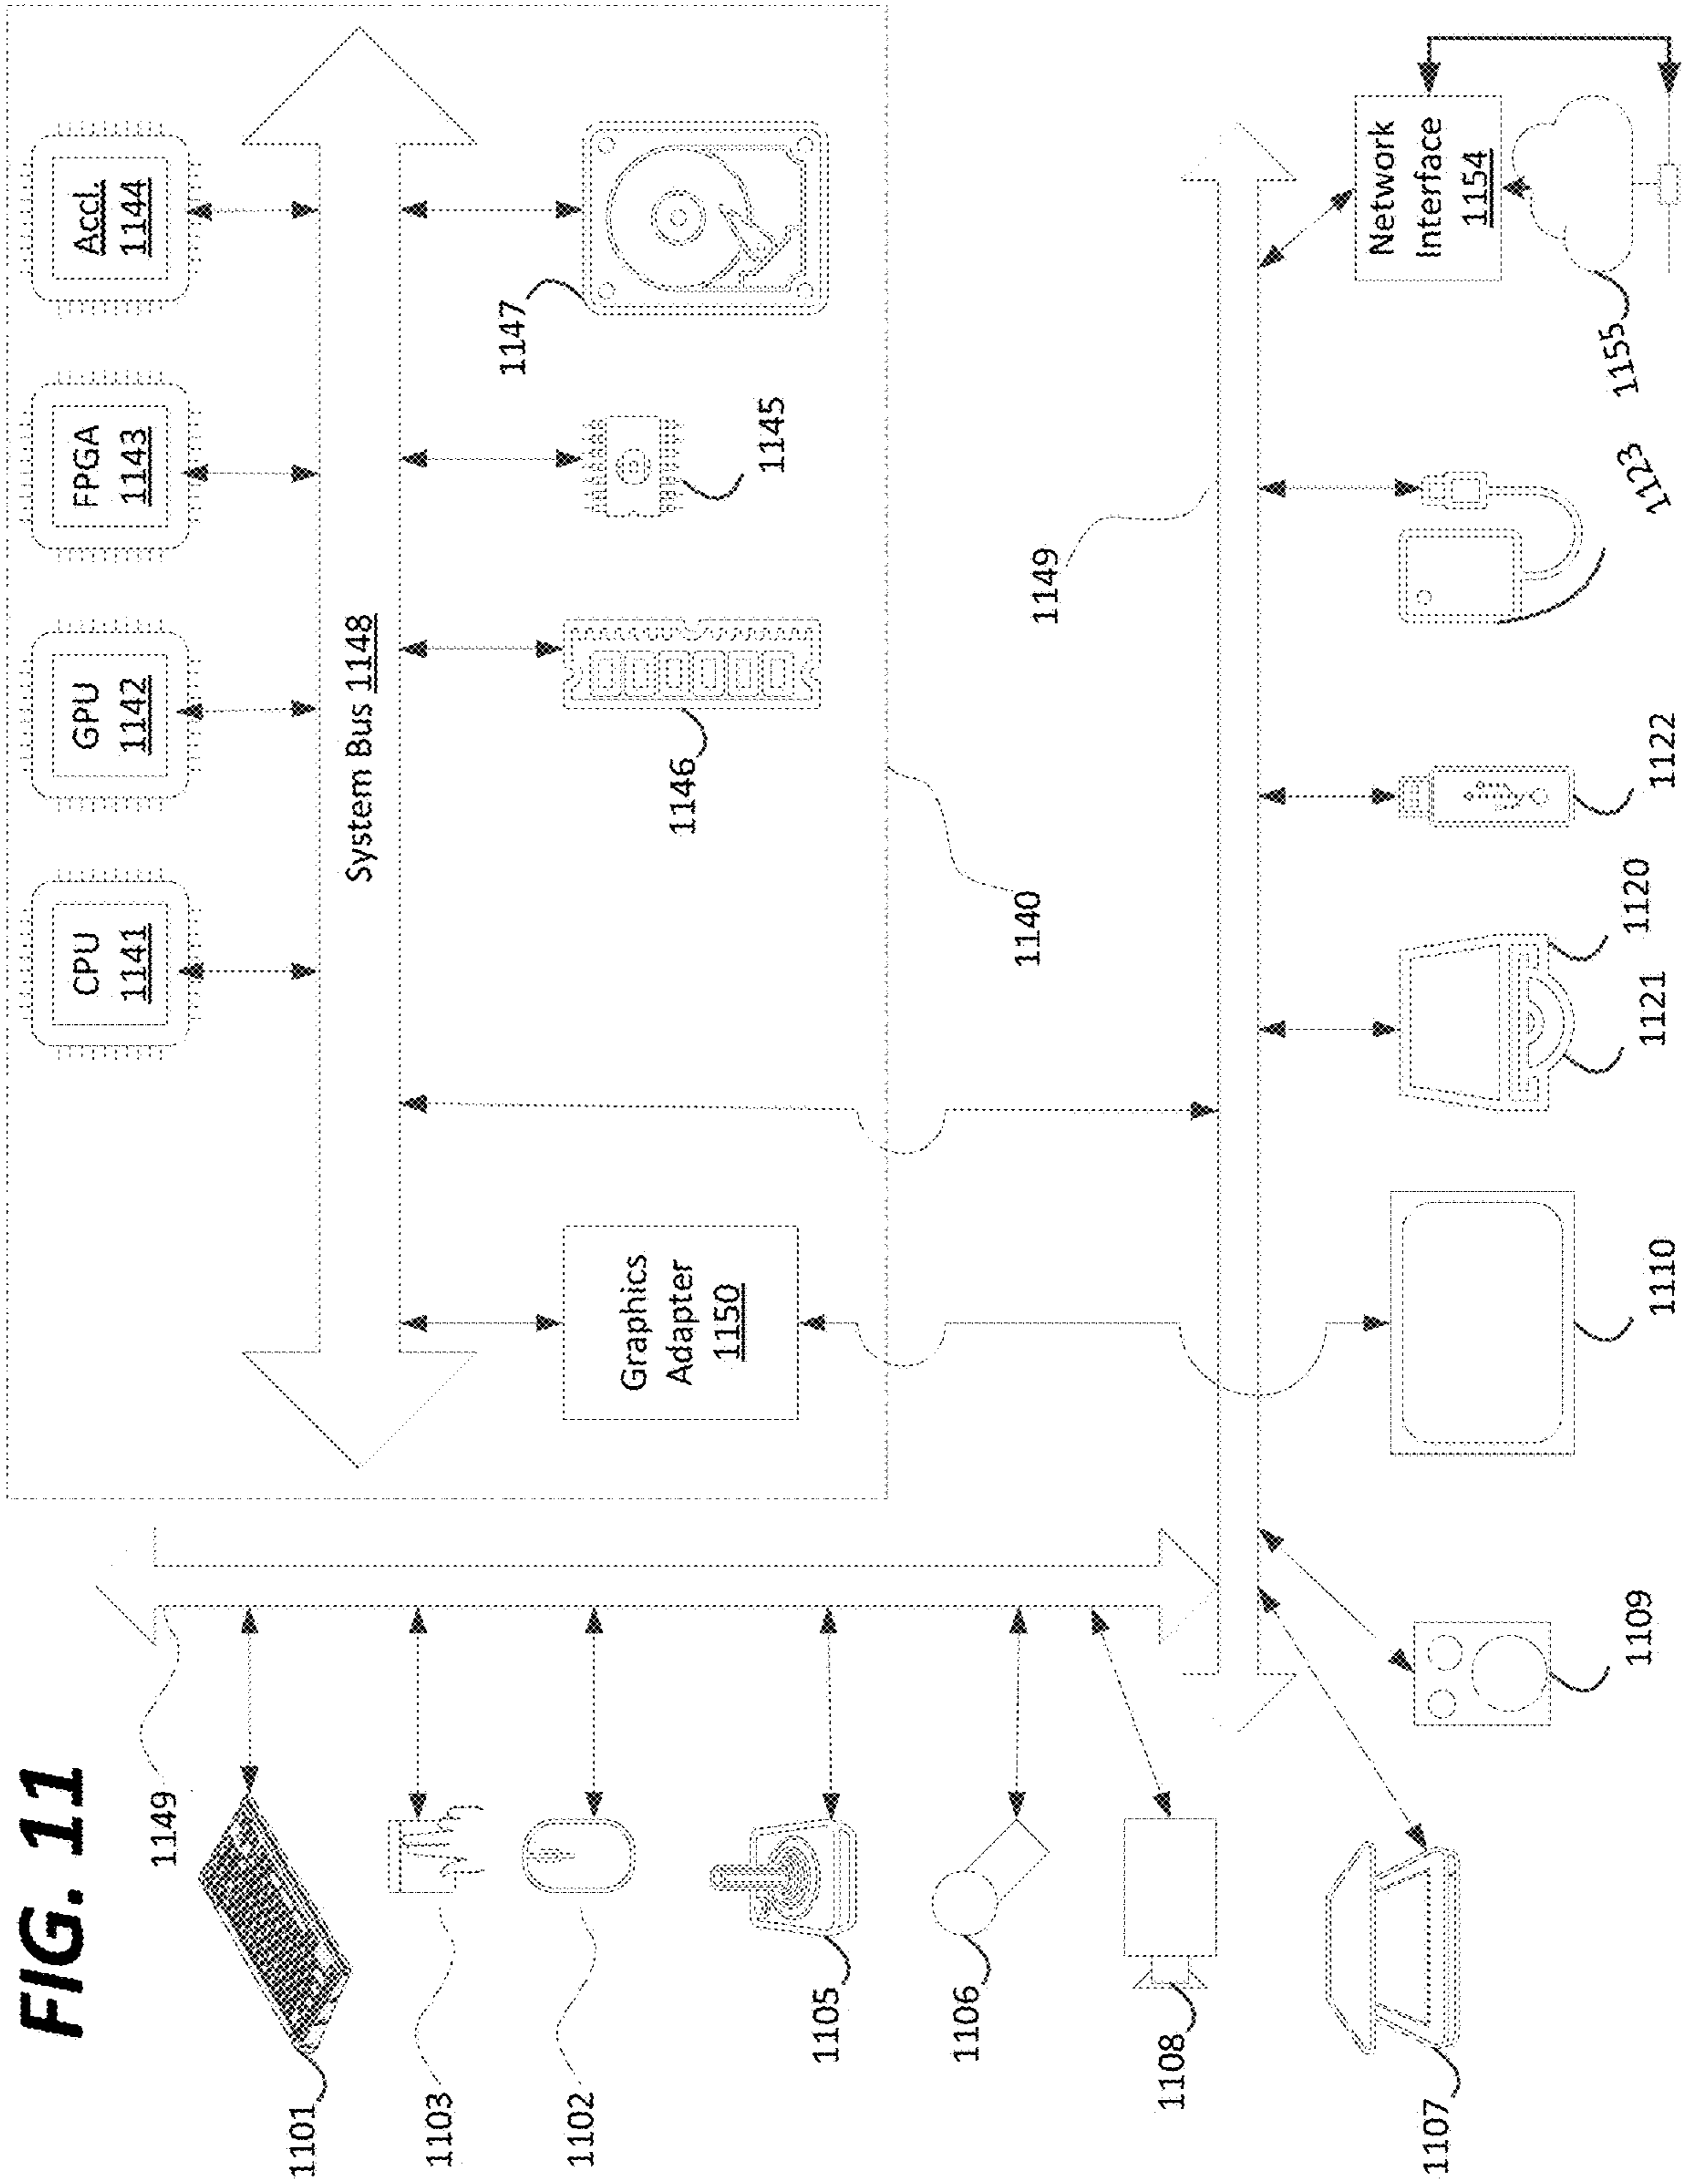 FIG. 11
1149
1101
1103
1102
1105
1106
1108
1107
CPU
1141
GPU
1142
FPGA
1143
Accl.
1144
System Bus 1148
Graphics
Adapter
1150
1146
1145
1147
1140
1149
1109
1110
1121
1120
1122
1123
1155
Network
Interface
1154